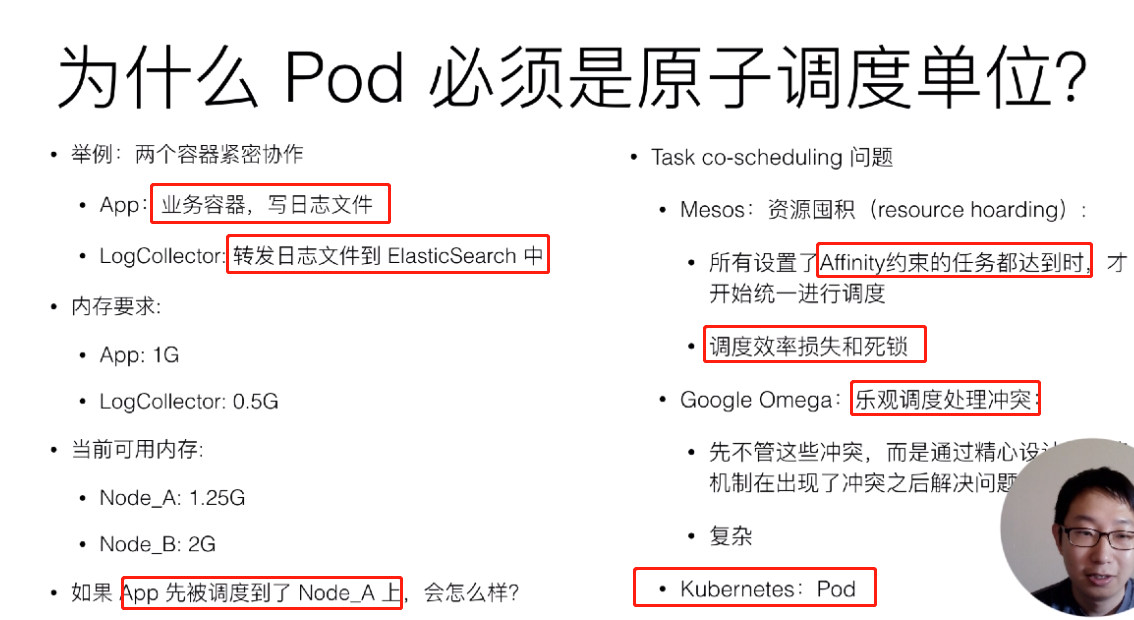 为什么 Pod 必须是原子调度单位？
• 举例：两个容器紧密协作
• App：业务容器，写日志文件
• LogCollector: 转发日志文件到 ElasticSearch 中
• 内存要求:
• App: 1G
• LogCollector: 0.5G
• 当前可用内存:
• Node_A: 1.25G
• Node_B: 2G
• 如果 App 先被调度到了 Node_A 上，会怎么样？
• Task co-scheduling 问题
• Mesos：资源囤积（resource hoarding）:
• 所有设置了Affinity约束的任务都达到时，才
开始统一进行调度
• 调度效率损失和死锁
• Google Omega：乐观调度处理冲突：
• 先不管这些冲突，而是通过精心设
机制在出现了冲突之后解决问题
• 复杂
• Kubernetes：Pod